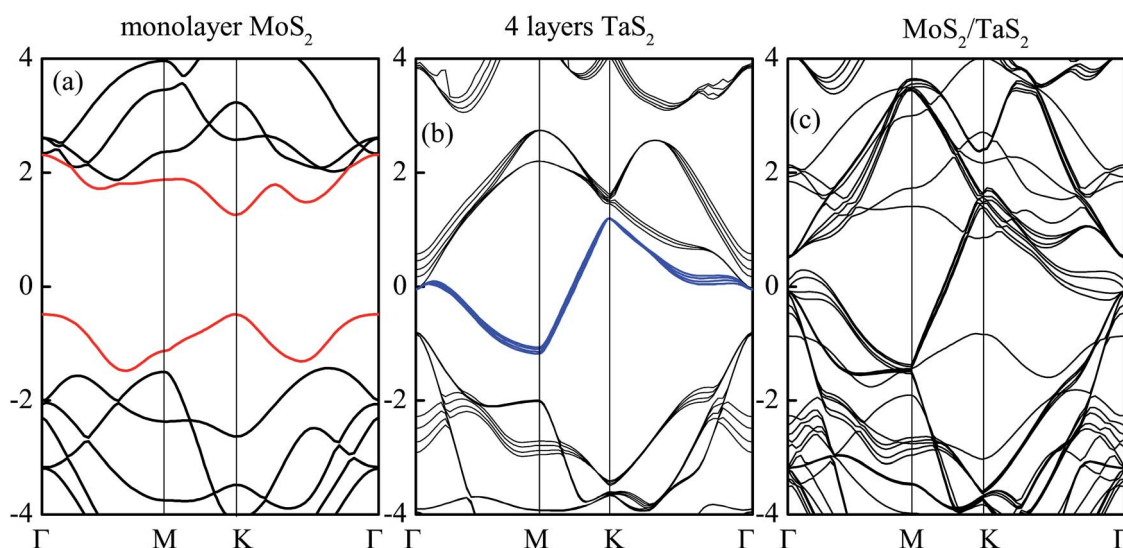 monolayer MoS₂ 4 layers TaS₂ MoS₂/TaS₂
4 4 4
(a) (b) (c)
2 2 2
0 0 0
-2 -2 -2
-4 -4 -4
Γ M K Γ Γ M K Γ Γ M K Γ